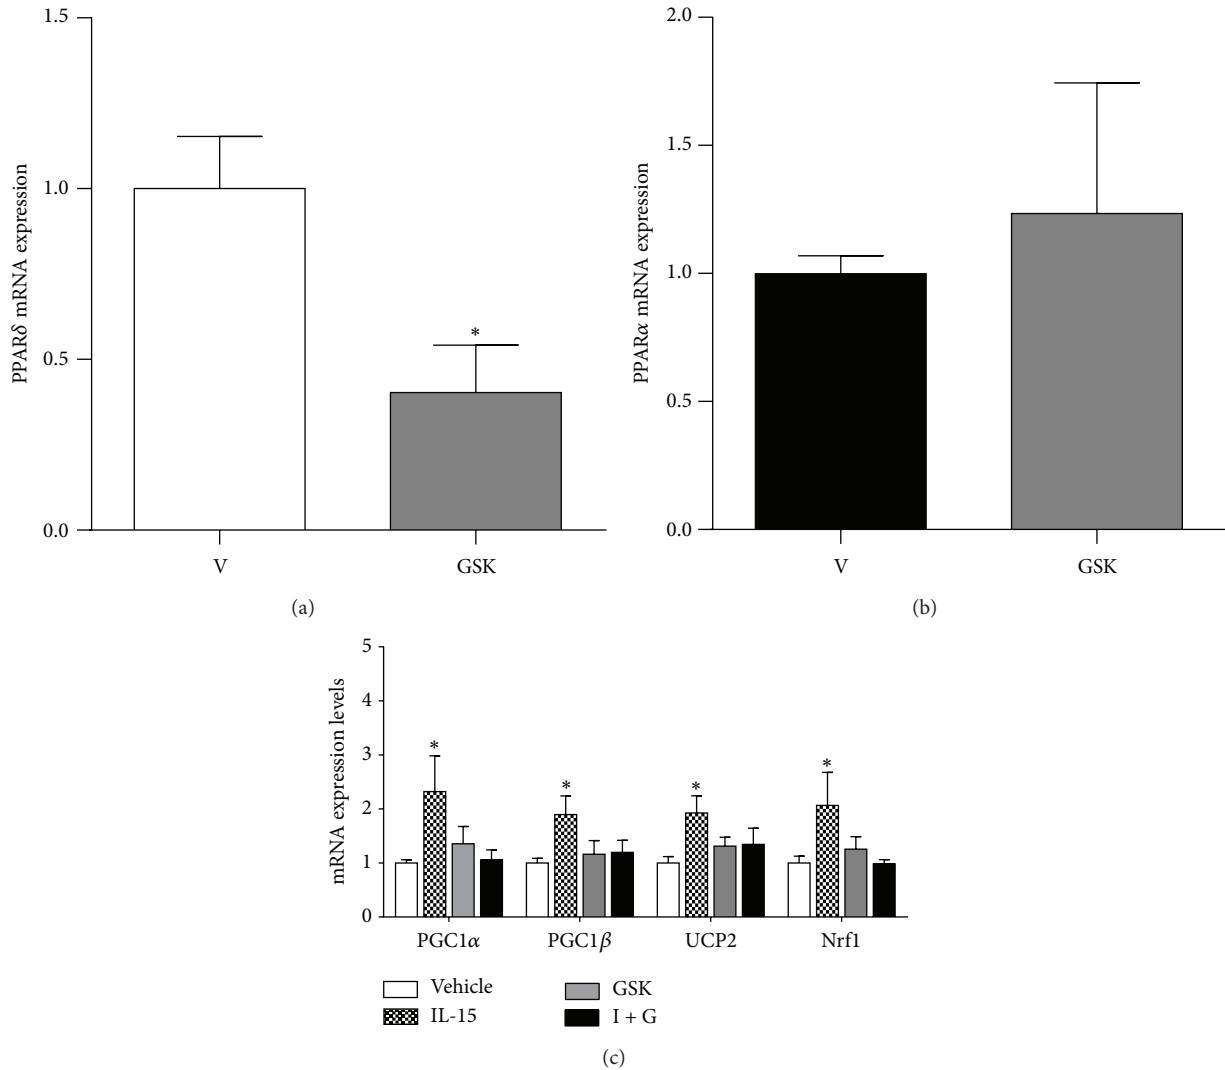 1.5
1.0
0.5
0.0
PPARδ mRNA expression
*
V
GSK
(a)
2.0
1.5
1.0
0.5
0.0
PPARα mRNA expression
V
GSK
(b)
5
4
3
2
1
0
mRNA expression levels
*
*
*
*
PGC1α
PGC1β
UCP2
Nrf1
Vehicle
GSK
IL-15
I + G
(c)